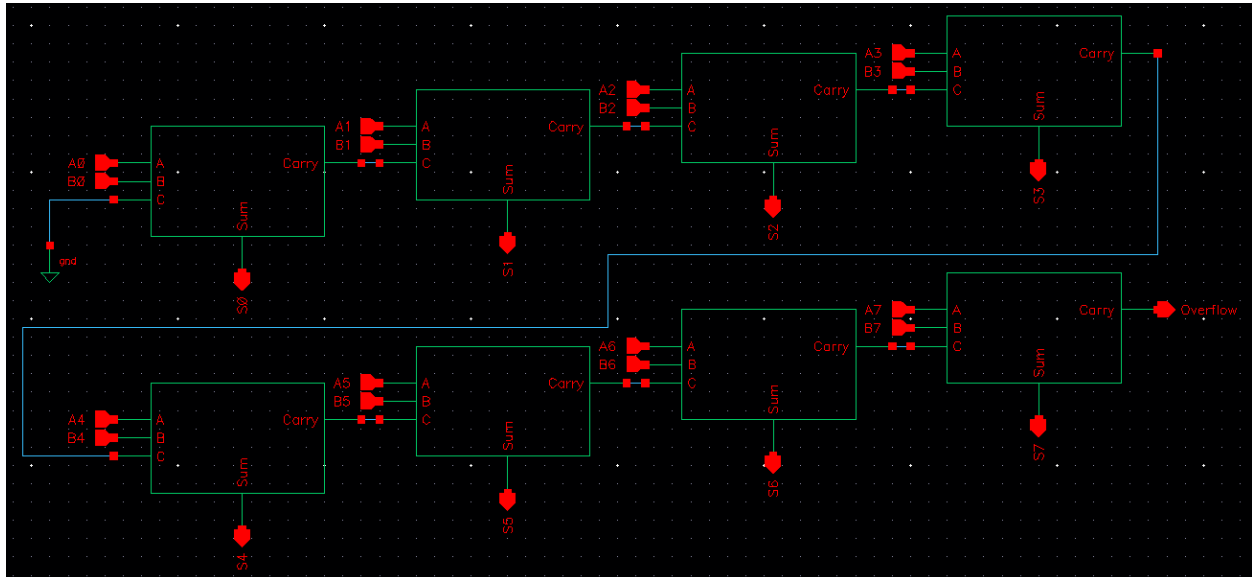 A3
A
Carry
B3
B
C
Sum
S3
A2
A
Carry
B2
B
C
Sum
S2
A1
A
Carry
B1
B
C
Sum
S1
A0
A
Carry
B0
B
C
Sum
S0
gnd
A7
A
Carry
Overflow
B7
B
C
Sum
S7
A6
A
Carry
B6
B
C
Sum
S6
A5
A
Carry
B5
B
C
Sum
S5
A4
A
Carry
B4
B
C
Sum
S4